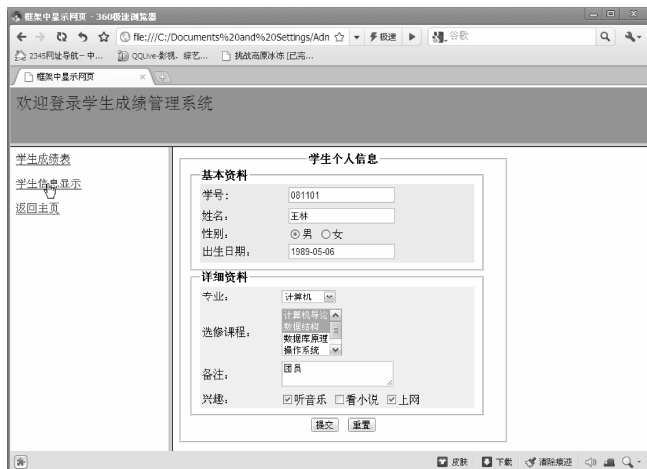 框架中显示网页 - 360极速浏览器
file:///C:/Documents%20and%20Settings/Adn
极速
谷歌
2345网址导航－中...
QQLive-影视、综艺...
挑战高原冰冻 [已完...
框架中显示网页
欢迎登录学生成绩管理系统
学生成绩表
学生信息显示
返回主页
学生个人信息
基本资料
学号： 081101
姓名： 王林
性别： 男 女
出生日期： 1989-05-06
详细资料
专业： 计算机
选修课程： 计算机导论
数据结构
数据库原理
操作系统
备注： 团员
兴趣： 听音乐 看小说 上网
提交 重置
皮肤 下载 清除痕迹